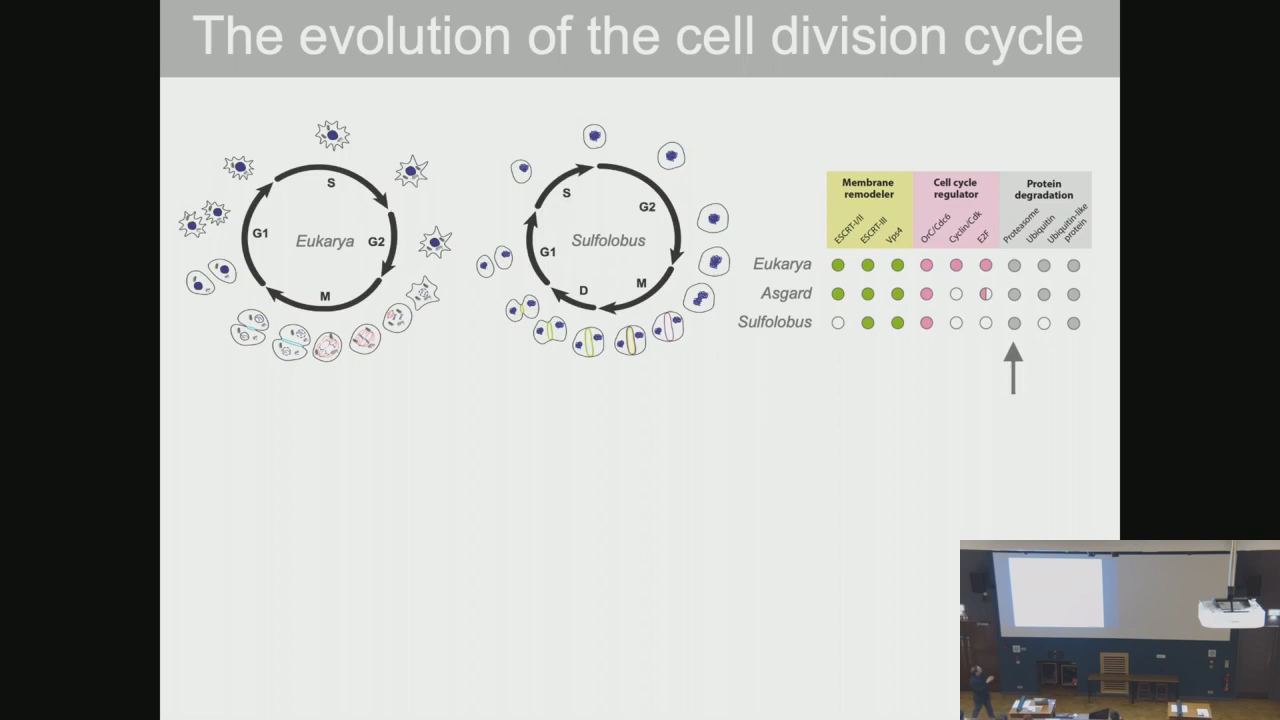 The evolution of the cell division cycle
S
G1
Eukarya
G2
M
S
G2
Sulfolobus
G1
M
D
Membrane
remodeler
Cell cycle
regulator
Protein
degradation
ESCRT-I/II
ESCRT-III
Vps4
OrC/Cdc6
Cyclin/Cdk
E2F
Proteasome
Ubiquitin
Ubiquitin-like
protein
Eukarya
Asgard
Sulfolobus